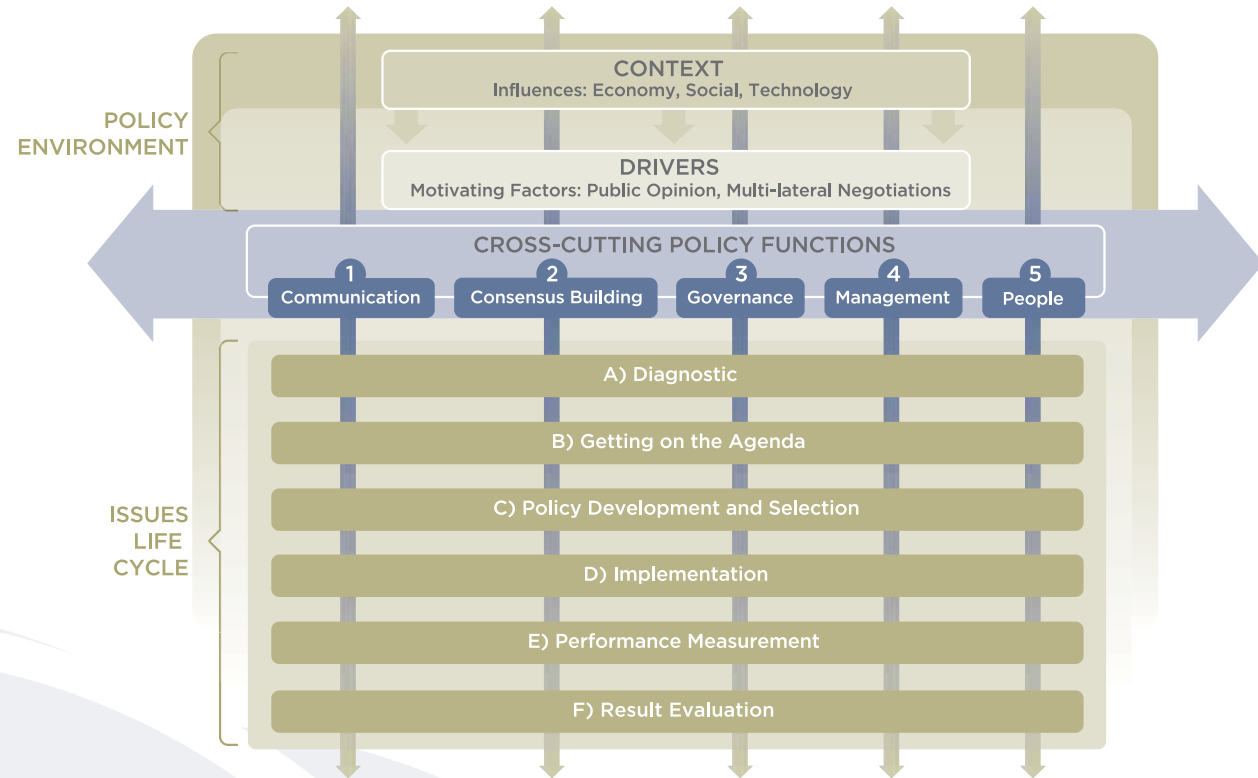 CONTEXT
Influences: Economy, Social, Technology
POLICY
ENVIRONMENT
DRIVERS
Motivating Factors: Public Opinion, Multi-lateral Negotiations
CROSS-CUTTING POLICY FUNCTIONS
1
Communication
2
Consensus Building
3
Governance
4
Management
5
People
ISSUES
LIFE
CYCLE
A) Diagnostic
B) Getting on the Agenda
C) Policy Development and Selection
D) Implementation
E) Performance Measurement
F) Result Evaluation